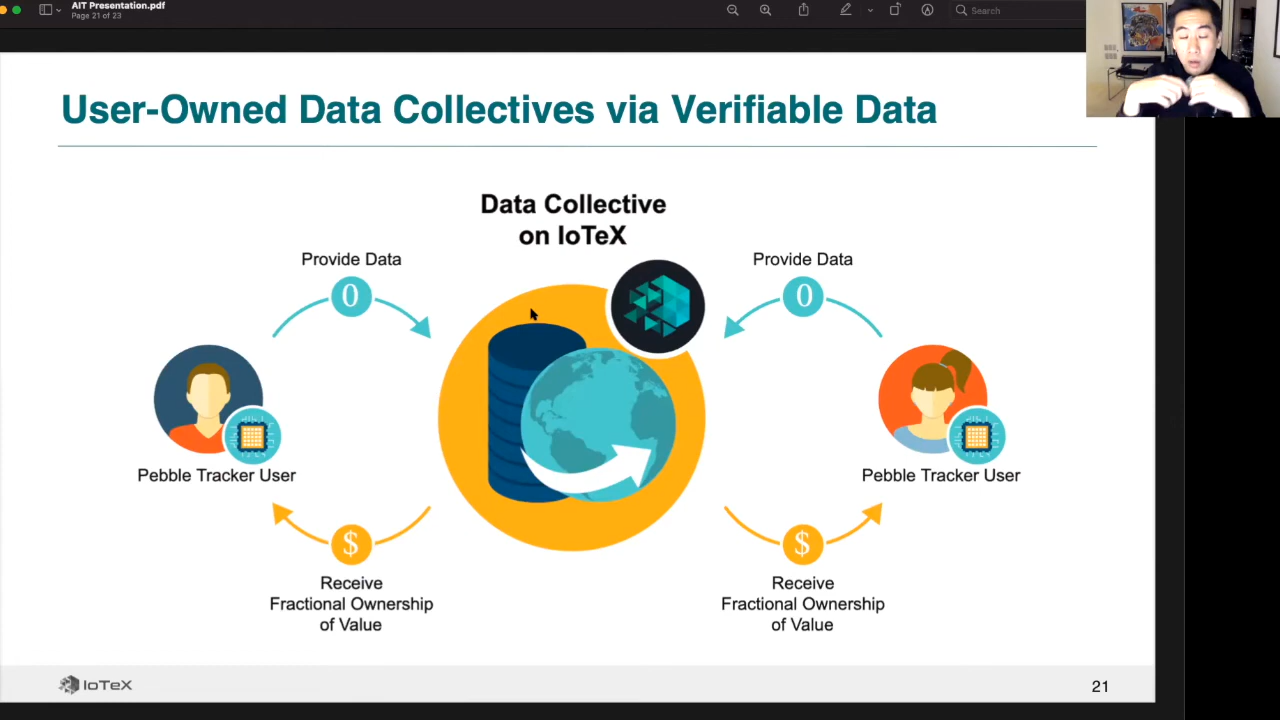 AIT Presentation.pdf
Page 21 of 23
Search
User-Owned Data Collectives via Verifiable Data
Data Collective
on IoTeX
Provide Data
0
Provide Data
0
Pebble Tracker User
Pebble Tracker User
$
Receive
Fractional Ownership
of Value
$
Receive
Fractional Ownership
of Value
IoTeX
21